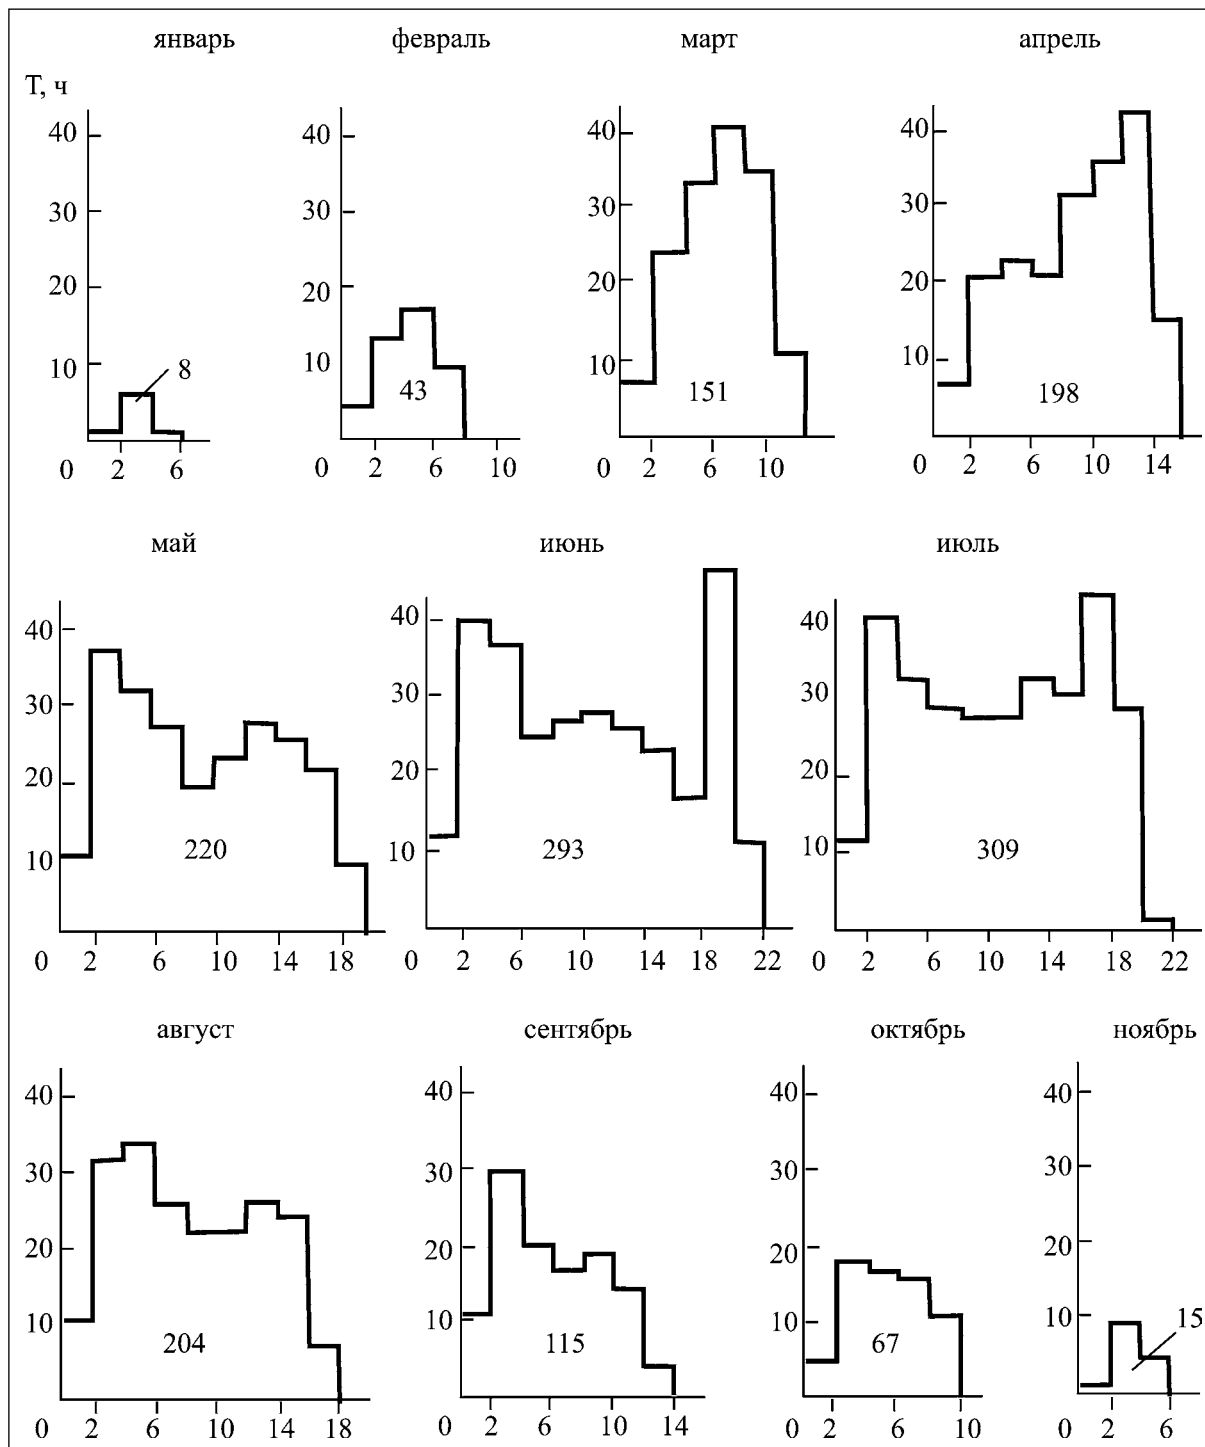 январь февраль март апрель
Т, ч
40 40 40 40
30 30 30 30
20 20 20 20
10 10 10 10
8 43 151 198
0 2 6 0 2 6 10 0 2 6 10 0 2 6 10 14
май июнь июль
40 40 40
30 30 30
20 20 20
10 10 10
220 293 309
0 2 6 10 14 18 0 2 6 10 14 18 22 0 2 6 10 14 18 22
август сентябрь октябрь ноябрь
40 40 40 40
30 30 30 30
20 20 20 20
10 10 10 10
204 115 67 15
0 2 6 10 14 18 0 2 6 10 14 0 2 6 10 0 2 6